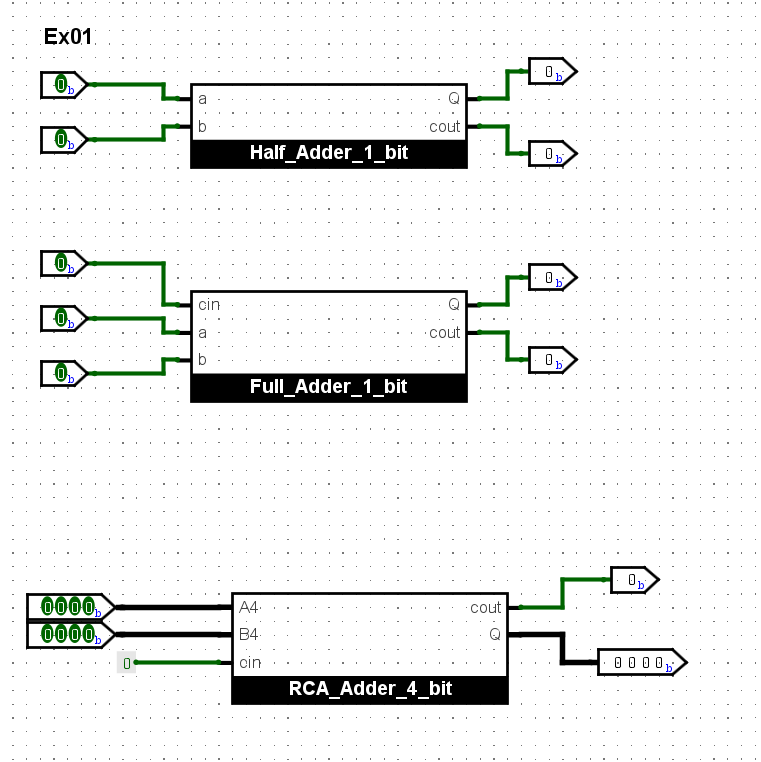 Ex01
0b 0b
a Q
0b b cout
Half_Adder_1_bit 0b
0b 0b
cin Q
0b a cout
0b b 0b
Full_Adder_1_bit
0b
0000b A4 cout
0000b B4 Q
0 cin 0000b
RCA_Adder_4_bit